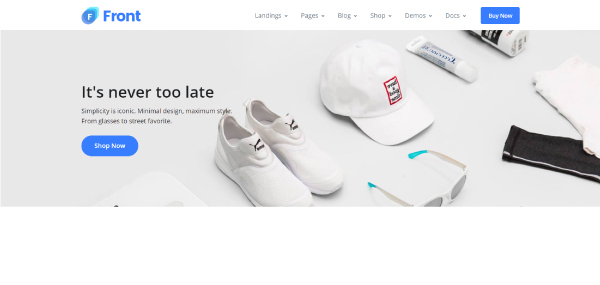 Front
Landings Pages Blog Shop Demos Docs Buy Now
It's never too late
Simplicity is iconic. Minimal design, maximum style.
From glasses to street favorite.
Shop Now